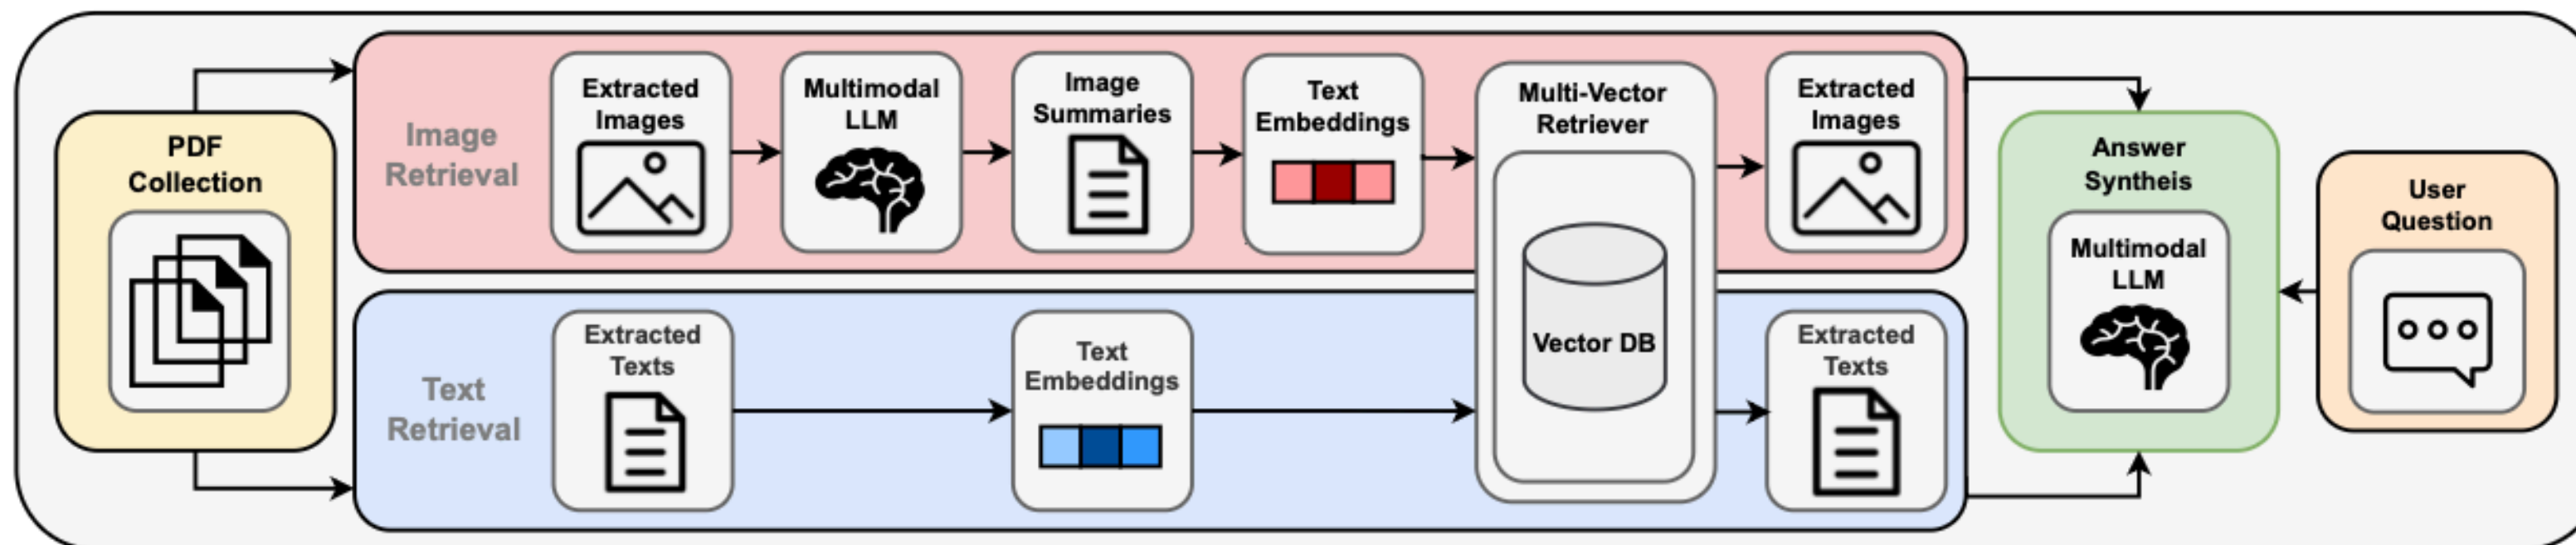 PDF
Collection
Image
Retrieval
Extracted
Images
Multimodal
LLM
Image
Summaries
Text
Embeddings
Multi-Vector
Retriever
Vector DB
Extracted
Images
Text
Retrieval
Extracted
Texts
Text
Embeddings
Extracted
Texts
Answer
Syntheis
Multimodal
LLM
User
Question